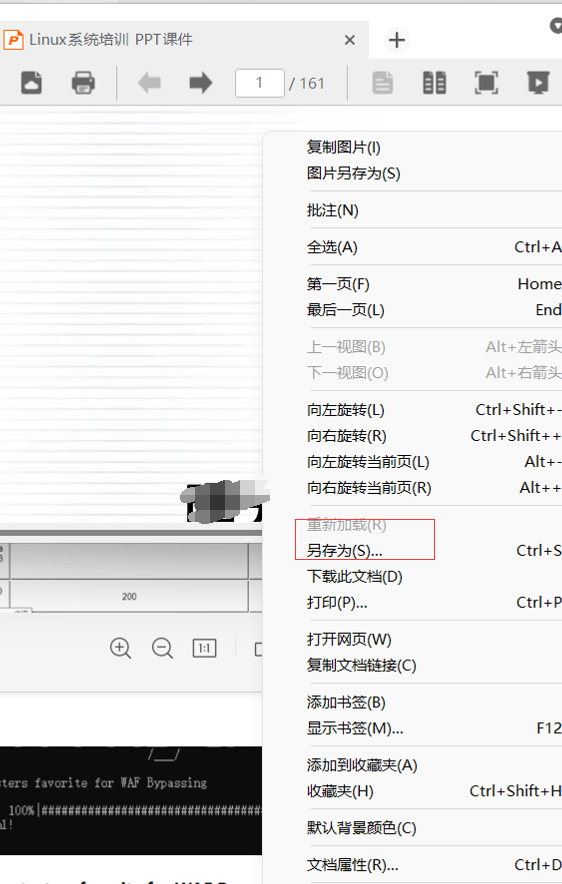 Linux系统培训 PPT课件
1 / 161
复制图片(I)
图片另存为(S)
批注(N)
全选(A) Ctrl+A
第一页(F) Home
最后一页(L) End
上一视图(B) Alt+左箭头
下一视图(O) Alt+右箭头
向左旋转(L) Ctrl+Shift+-
向右旋转(R) Ctrl+Shift++
向左旋转当前页(L) Alt+-
向右旋转当前页(R) Alt++
重新加载(R)
另存为(S)... Ctrl+S
下载此文档(D)
200
打印(P)... Ctrl+P
打开网页(W)
1:1
复制文档链接(C)
添加书签(B)
显示书签(M)... F12
添加到收藏夹(A)
sters favorite for WAF Bypassing
收藏夹(H) Ctrl+Shift+H
100%|##################################
al!
默认背景颜色(C)
文档属性(R)... Ctrl+D